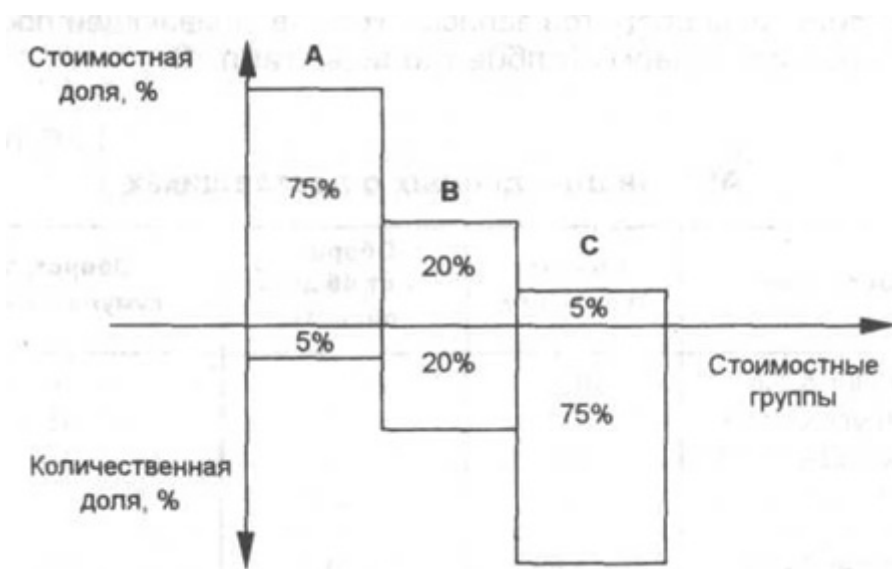 Стоимостная
доля, %
A
75%
B
20%
C
5%
5%
20%
75%
Стоимостные
группы
Количественная
доля, %